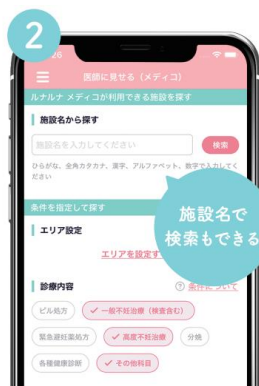 2
26
医師に見せる（メディコ）
ルナルナ メディコが利用できる施設を探す
施設名から探す
施設名を入力してください
検索
ひらがな、全角カタカナ、漢字、アルファベット、数字で入力してく
ださい
条件を指定して探す
施設名で
検索もできる
エリア設定
エリアを設定す
診療内容
? 条件について
ピル処方
✓ 一般不妊治療（検査含む）
緊急避妊薬処方
✓ 高度不妊治療
分娩
各種健康診断
✓ その他科目